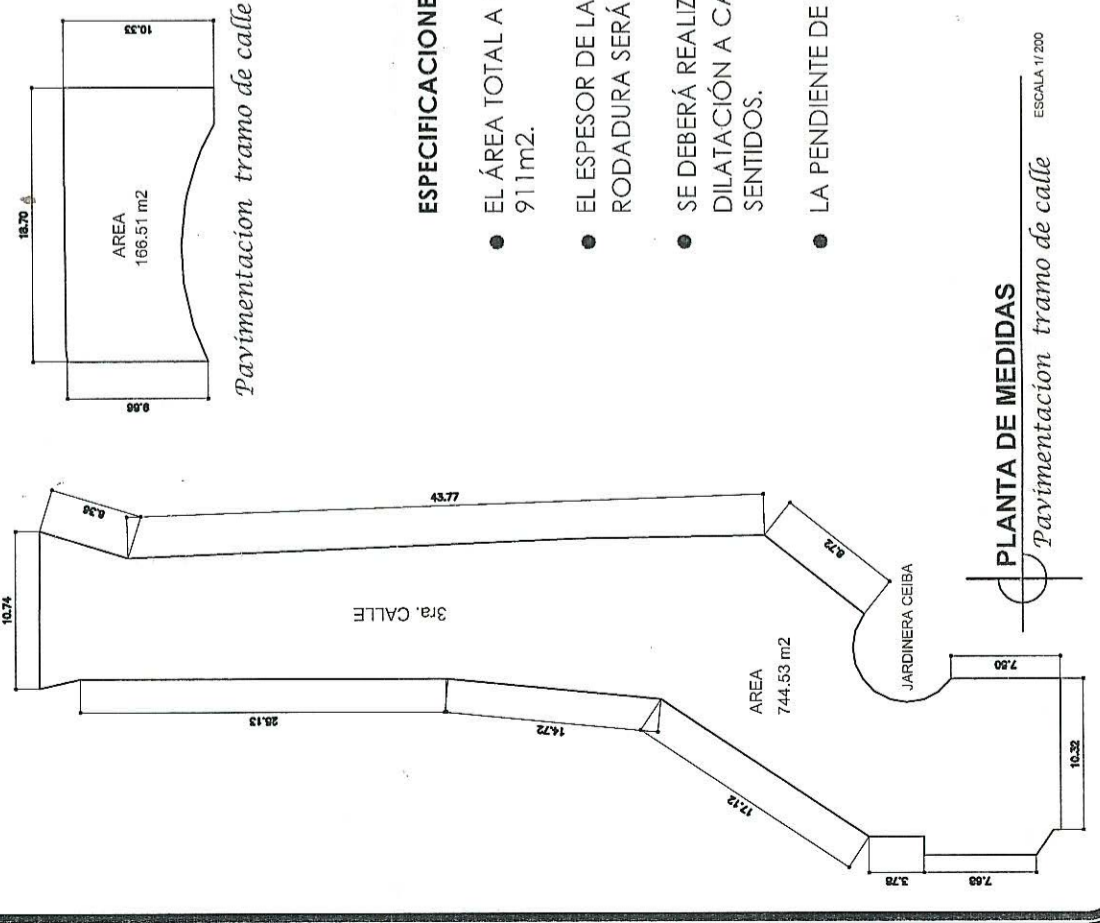 10.33
18.70
AREA
166.51 m2
9.66
Pavimentacion tramo de calle
ESPECIFICACIONE
● EL ÁREA TOTAL A
911m2.
● EL ESPESOR DE LA
RODADURA SERÁ
● SE DEBERÁ REALIZ
DILATACIÓN A CA
SENTIDOS.
● LA PENDIENTE DE
10.74
6.36
43.77
3ra. CALLE
25.13
14.72
17.12
AREA
744.53 m2
8.72
JARDINERA CEIBA
7.50
10.32
3.78
7.68
PLANTA DE MEDIDAS
Pavimentacion tramo de calle
ESCALA 1/200